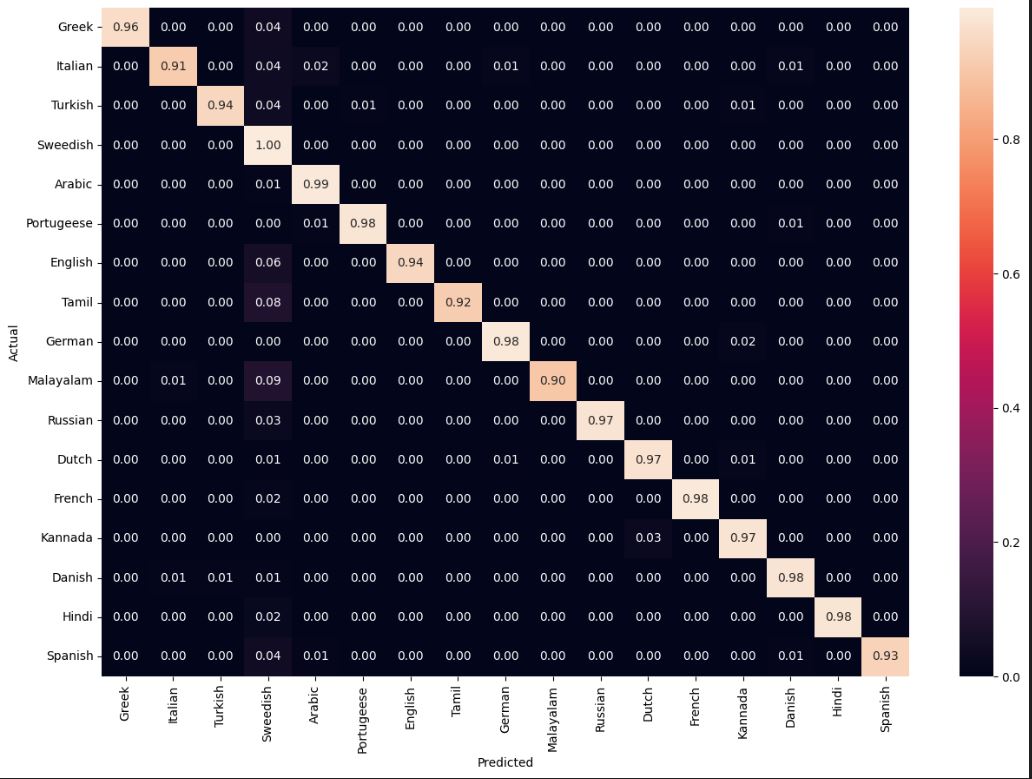 Greek 0.96 0.00 0.00 0.04 0.00 0.00 0.00 0.00 0.00 0.00 0.00 0.00 0.00 0.00 0.00 0.00 0.00
Italian 0.00 0.91 0.00 0.04 0.02 0.00 0.00 0.00 0.01 0.00 0.00 0.00 0.00 0.00 0.01 0.00 0.00
Turkish 0.00 0.00 0.94 0.04 0.00 0.01 0.00 0.00 0.00 0.00 0.00 0.00 0.00 0.01 0.00 0.00 0.00
Sweedish 0.00 0.00 0.00 1.00 0.00 0.00 0.00 0.00 0.00 0.00 0.00 0.00 0.00 0.00 0.00 0.00 0.00
Arabic 0.00 0.00 0.00 0.01 0.99 0.00 0.00 0.00 0.00 0.00 0.00 0.00 0.00 0.00 0.00 0.00 0.00
Portugeese 0.00 0.00 0.00 0.00 0.01 0.98 0.00 0.00 0.00 0.00 0.00 0.00 0.00 0.00 0.01 0.00 0.00
English 0.00 0.00 0.00 0.06 0.00 0.00 0.94 0.00 0.00 0.00 0.00 0.00 0.00 0.00 0.00 0.00 0.00
Tamil 0.00 0.00 0.00 0.08 0.00 0.00 0.00 0.92 0.00 0.00 0.00 0.00 0.00 0.00 0.00 0.00 0.00
German 0.00 0.00 0.00 0.00 0.00 0.00 0.00 0.00 0.98 0.00 0.00 0.00 0.00 0.02 0.00 0.00 0.00
Malayalam 0.00 0.01 0.00 0.09 0.00 0.00 0.00 0.00 0.00 0.90 0.00 0.00 0.00 0.00 0.00 0.00 0.00
Russian 0.00 0.00 0.00 0.03 0.00 0.00 0.00 0.00 0.00 0.00 0.97 0.00 0.00 0.00 0.00 0.00 0.00
Dutch 0.00 0.00 0.00 0.01 0.00 0.00 0.00 0.00 0.01 0.00 0.00 0.97 0.00 0.01 0.00 0.00 0.00
French 0.00 0.00 0.00 0.02 0.00 0.00 0.00 0.00 0.00 0.00 0.00 0.00 0.98 0.00 0.00 0.00 0.00
Kannada 0.00 0.00 0.00 0.00 0.00 0.00 0.00 0.00 0.00 0.00 0.00 0.03 0.00 0.97 0.00 0.00 0.00
Danish 0.00 0.01 0.01 0.01 0.00 0.00 0.00 0.00 0.00 0.00 0.00 0.00 0.00 0.00 0.98 0.00 0.00
Hindi 0.00 0.00 0.00 0.02 0.00 0.00 0.00 0.00 0.00 0.00 0.00 0.00 0.00 0.00 0.00 0.98 0.00
Spanish 0.00 0.00 0.00 0.04 0.01 0.00 0.00 0.00 0.00 0.00 0.00 0.00 0.00 0.00 0.01 0.00 0.93
Actual
Greek Italian Turkish Sweedish Arabic Portugeese English Tamil German Malayalam Russian Dutch French Kannada Danish Hindi Spanish
Predicted
0.8
0.6
0.4
0.2
0.0